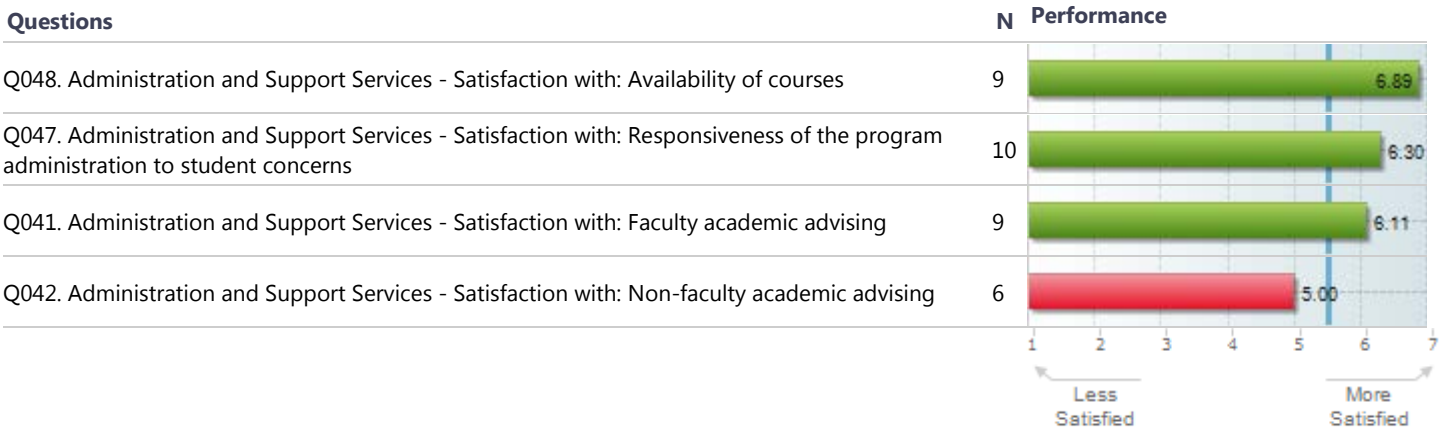 Questions N Performance
Q048. Administration and Support Services - Satisfaction with: Availability of courses 9 6.89
Q047. Administration and Support Services - Satisfaction with: Responsiveness of the program
administration to student concerns 10 6.30
Q041. Administration and Support Services - Satisfaction with: Faculty academic advising 9 6.11
Q042. Administration and Support Services - Satisfaction with: Non-faculty academic advising 6 5.00
1 2 3 4 5 6 7
Less More
Satisfied Satisfied